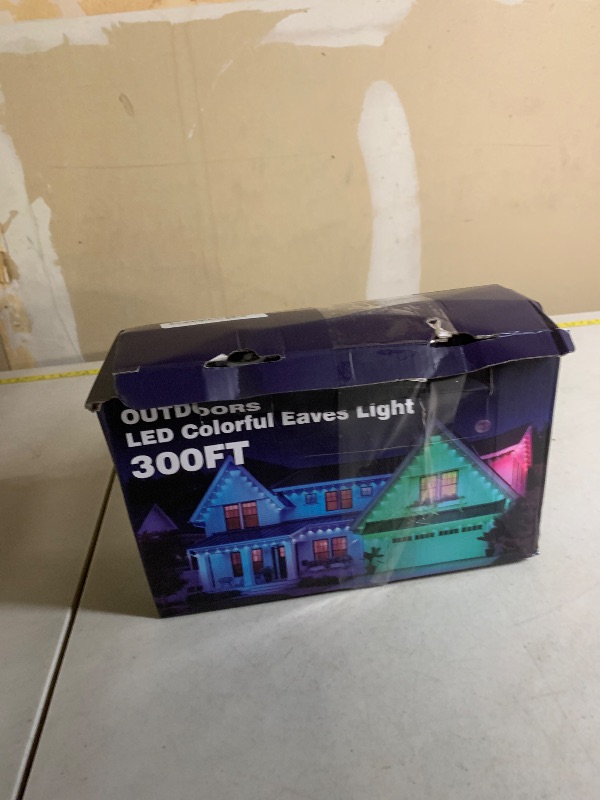 OUTDOORS
LED Colorful Eaves Light
300FT